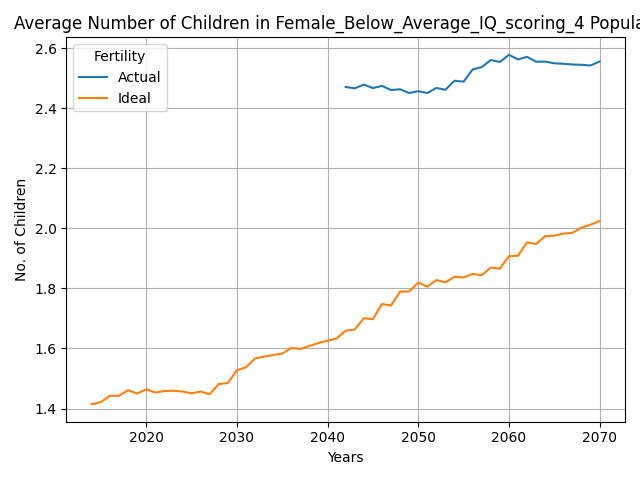 Average Number of Children in Female_Below_Average_IQ_scoring_4 Popula
Fertility
Actual
Ideal
No. of Children
2.6
2.4
2.2
2.0
1.8
1.6
1.4
2020 2030 2040 2050 2060 2070
Years